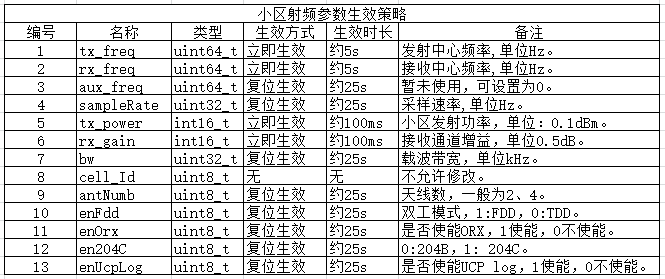 小区射频参数生效策略
编号 名称 类型 生效方式 生效时长 备注
1 tx_freq uint64_t 立即生效 约5s 发射中心频率,单位Hz。
2 rx_freq uint64_t 立即生效 约5s 接收中心频率,单位Hz。
3 aux_freq uint64_t 复位生效 约25s 暂未使用，可设置为0。
4 sampleRate uint32_t 复位生效 约25s 采样速率,单位Hz。
5 tx_power int16_t 立即生效 约100ms 小区发射功率，单位：0.1dBm。
6 rx_gain int16_t 立即生效 约100ms 接收通道增益，单位0.5dB。
7 bw uint32_t 复位生效 约25s 载波带宽，单位kHz。
8 cell_Id uint8_t 无 无 不允许修改。
9 antNumb uint8_t 复位生效 约25s 天线数，一般为2、4。
10 enFdd uint8_t 复位生效 约25s 双工模式，1:FDD，0:TDD。
11 enOrx uint8_t 复位生效 约25s 是否使能ORX，1使能，0不使能。
12 en204C uint8_t 复位生效 约25s 0:204B，1: 204C。
13 enUcpLog uint8_t 复位生效 约25s 是否使能UCP log，1使能，0不使能。